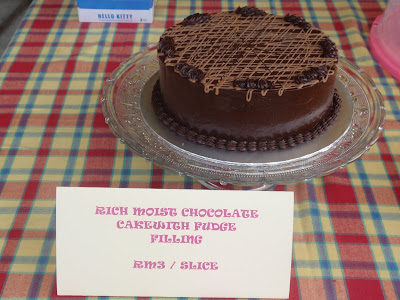 HELLO KITTY
RICH MOIST CHOCOLATE
CAKEWITH FUDGE
FILLING
RM3 / SLICE